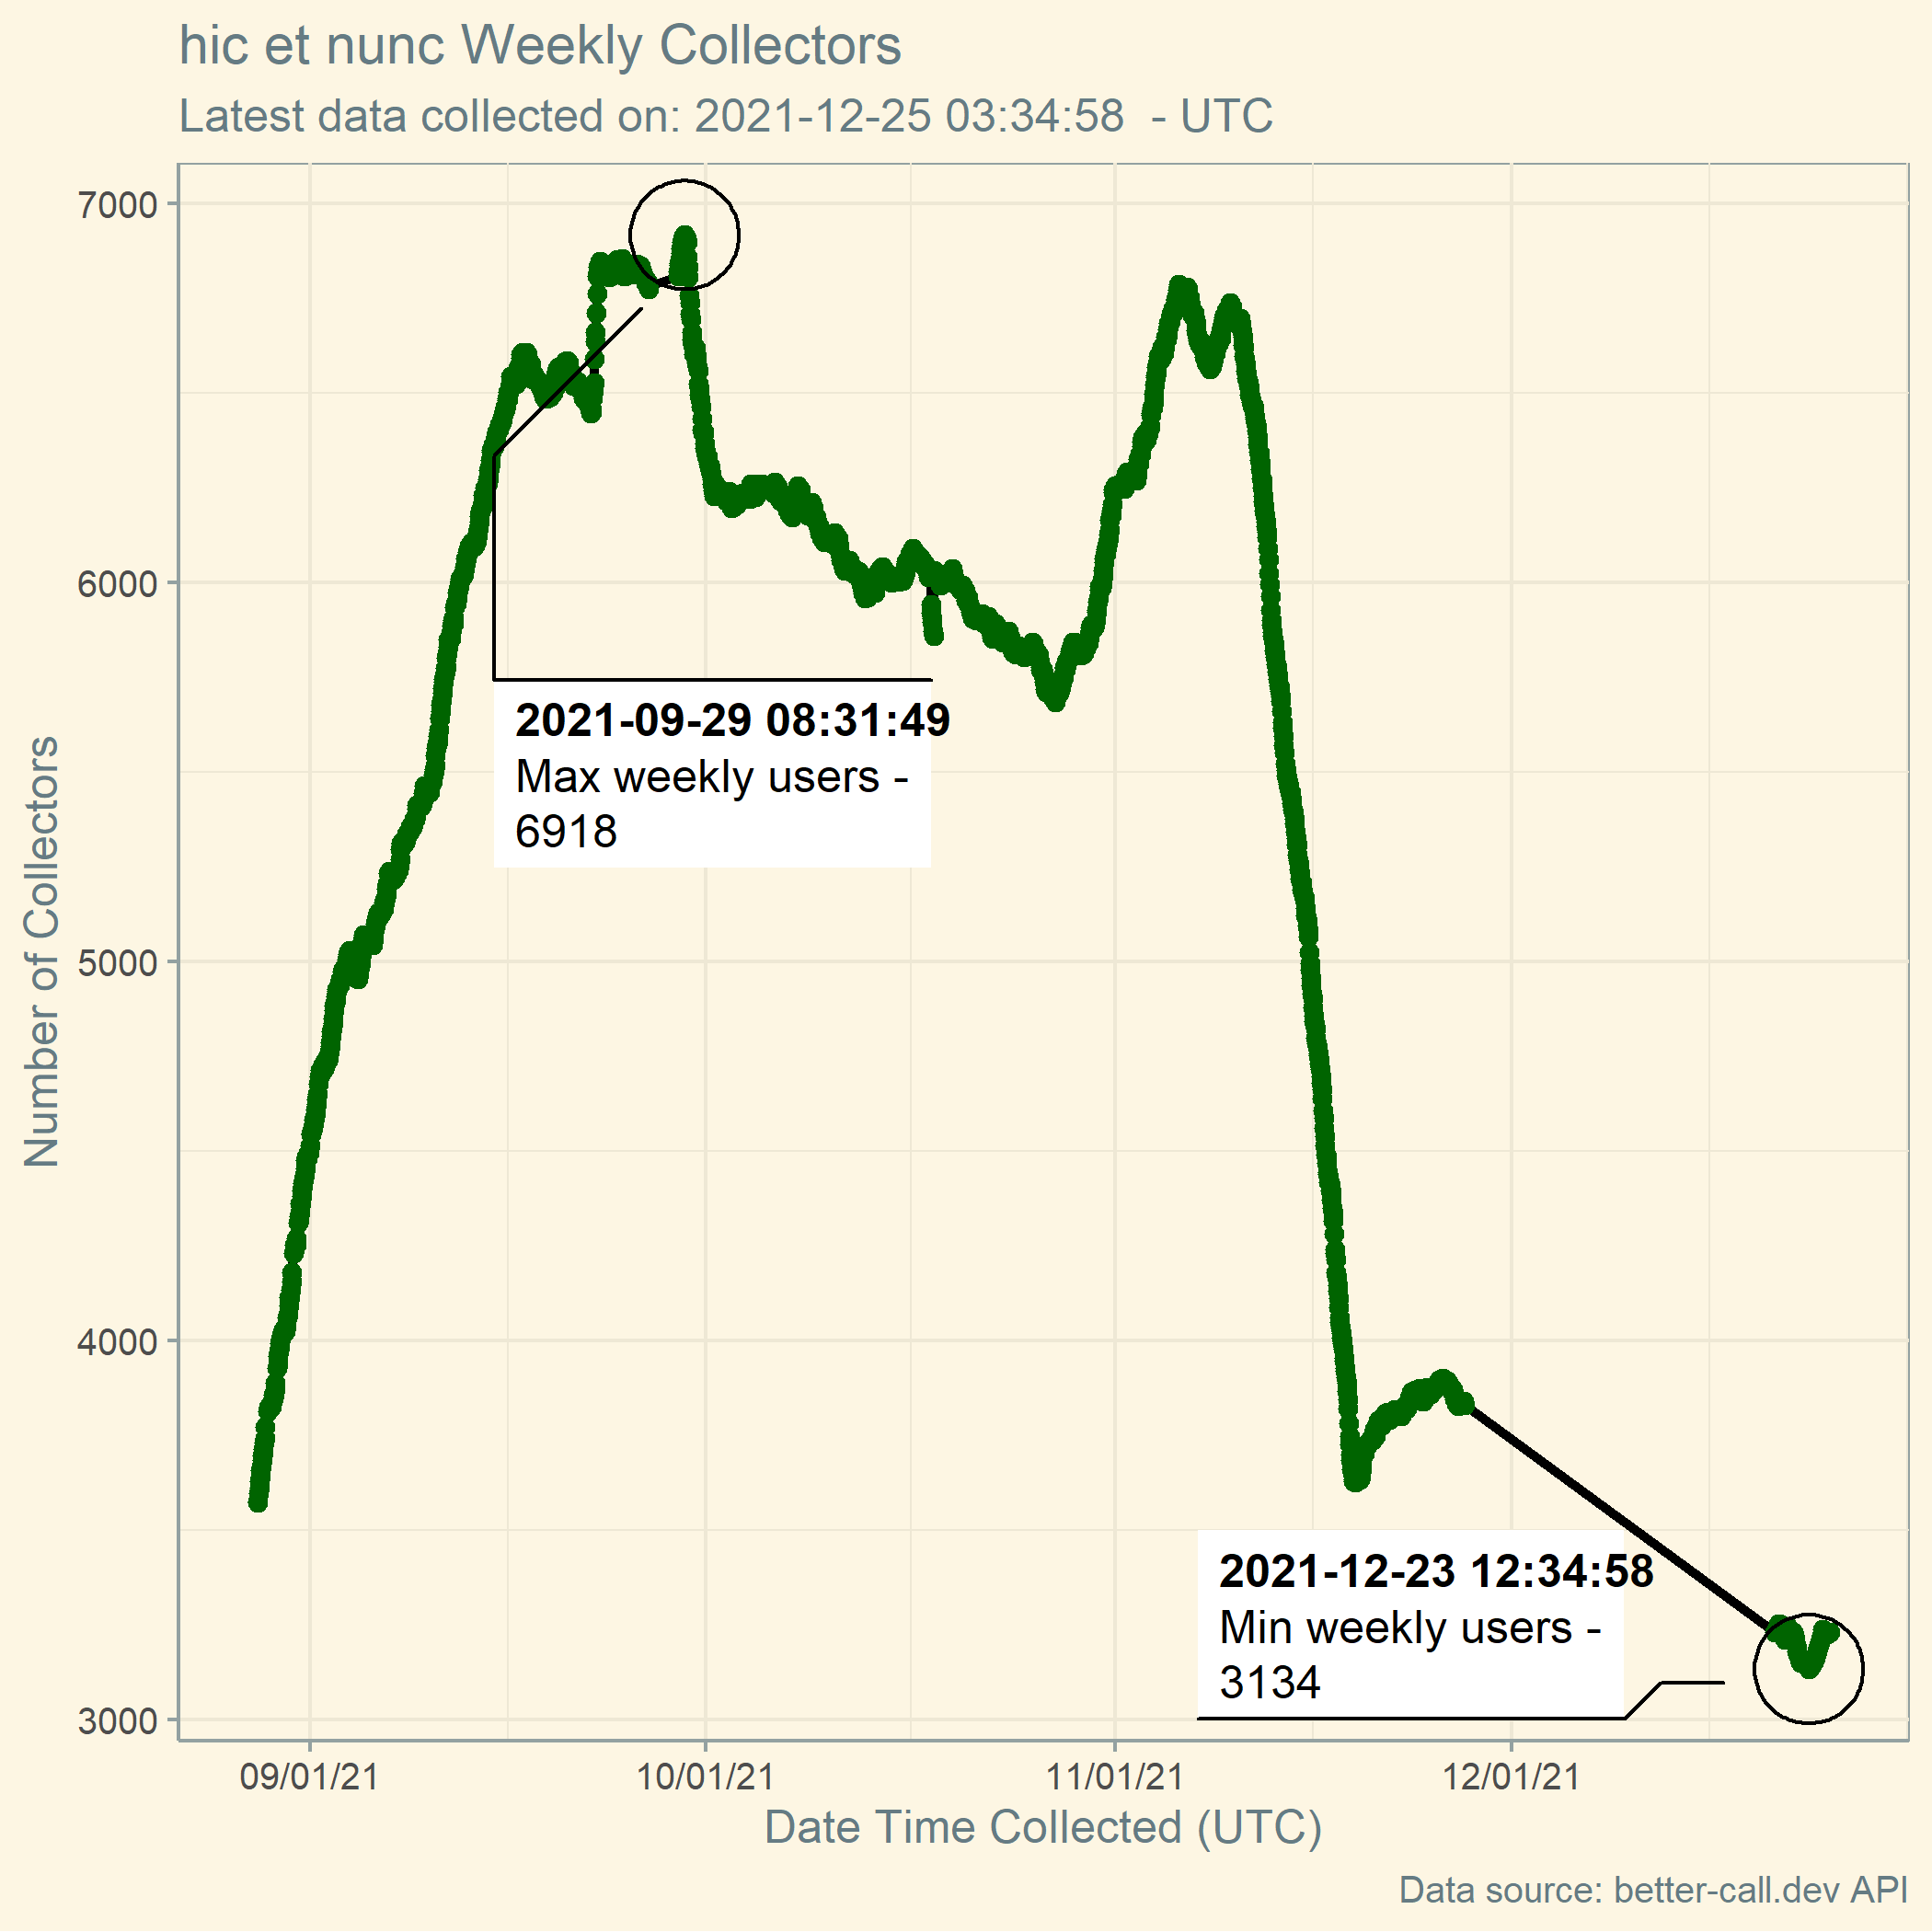 hic et nunc Weekly Collectors
Latest data collected on: 2021-12-25 03:34:58  - UTC
Number of Collectors
7000
6000
5000
4000
3000
2021-09-29 08:31:49
Max weekly users -
6918
2021-12-23 12:34:58
Min weekly users -
3134
09/01/21
10/01/21
11/01/21
12/01/21
Date Time Collected (UTC)
Data source: better-call.dev API